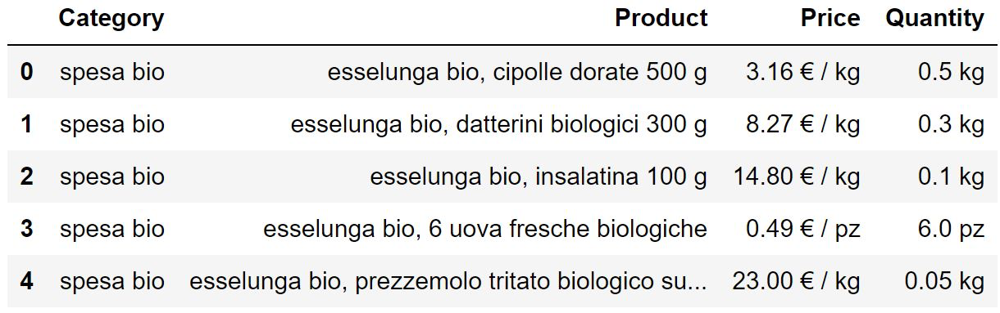 Category Product Price Quantity
0 spesa bio esselunga bio, cipolle dorate 500 g 3.16 € / kg 0.5 kg
1 spesa bio esselunga bio, datterini biologici 300 g 8.27 € / kg 0.3 kg
2 spesa bio esselunga bio, insalatina 100 g 14.80 € / kg 0.1 kg
3 spesa bio esselunga bio, 6 uova fresche biologiche 0.49 € / pz 6.0 pz
4 spesa bio esselunga bio, prezzemolo tritato biologico su... 23.00 € / kg 0.05 kg